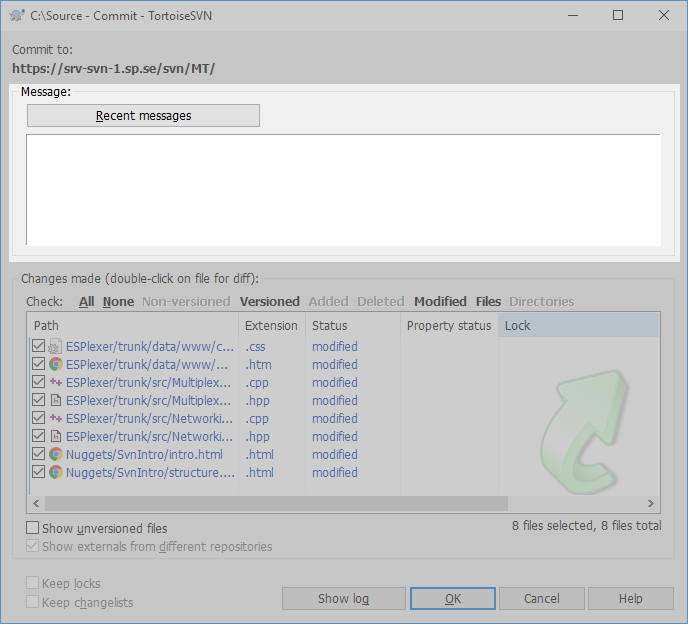 C:\Source - Commit - TortoiseSVN
Commit to:
https://srv-svn-1.sp.se/svn/MT/
Message:
Recent messages
Changes made (double-click on file for diff):
Check: All None Non-versioned Versioned Added Deleted Modified Files Directories
Path Extension Status Property status Lock
ESPlexer/trunk/data/www/c... .css modified
ESPlexer/trunk/data/www/... .htm modified
ESPlexer/trunk/src/Multiplex... .cpp modified
ESPlexer/trunk/src/Multiplex... .hpp modified
ESPlexer/trunk/src/Networki... .cpp modified
ESPlexer/trunk/src/Networki... .hpp modified
Nuggets/SvnIntro/intro.html .html modified
Nuggets/SvnIntro/structure.... .html modified
Show unversioned files 8 files selected, 8 files total
Show externals from different repositories
Keep locks
Keep changelists
Show log OK Cancel Help